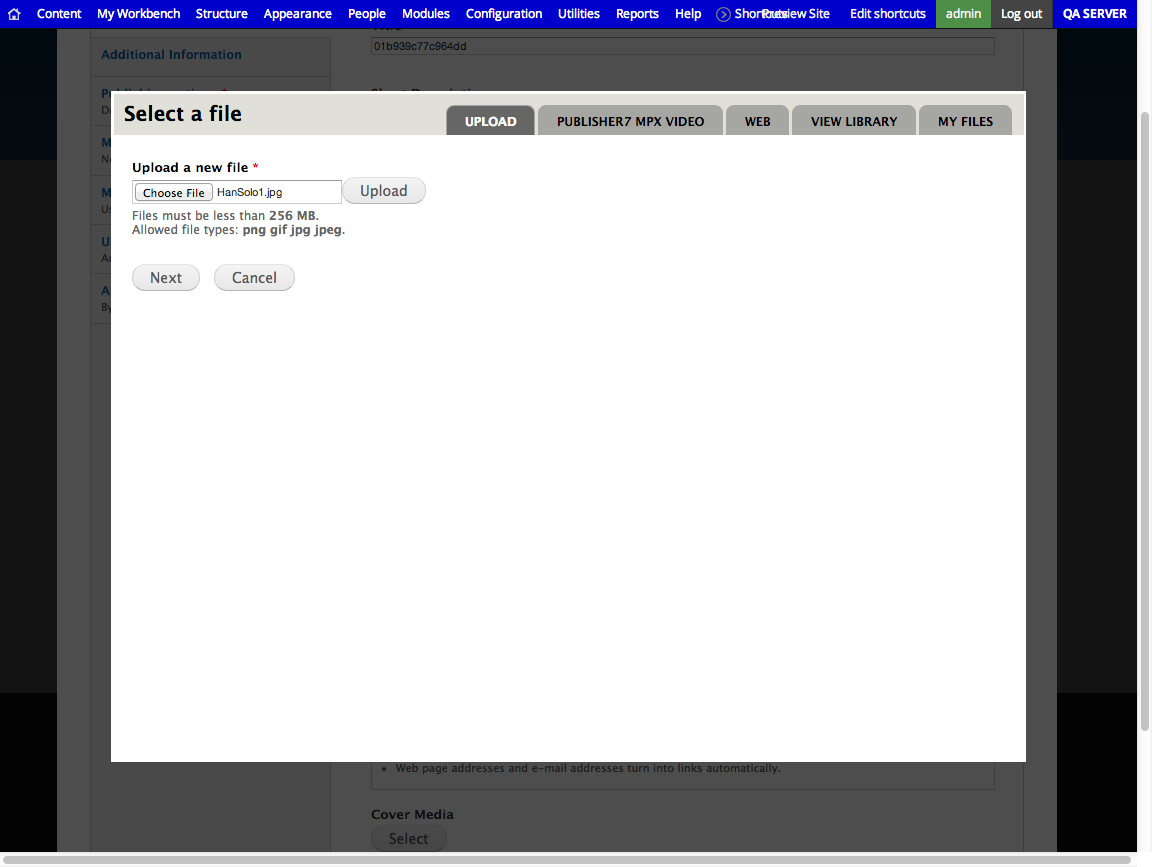 Content My Workbench Structure Appearance People Modules Configuration Utilities Reports Help Shortcuts Preview Site Edit shortcuts admin Log out QA SERVER
01b939c77c964dd
Additional Information
Select a file
UPLOAD PUBLISHER7 MPX VIDEO WEB VIEW LIBRARY MY FILES
Upload a new file *
Choose File HanSolo1.jpg Upload
Files must be less than 256 MB.
Allowed file types: png gif jpg jpeg.
Next Cancel
• Web page addresses and e-mail addresses turn into links automatically.
Cover Media
Select